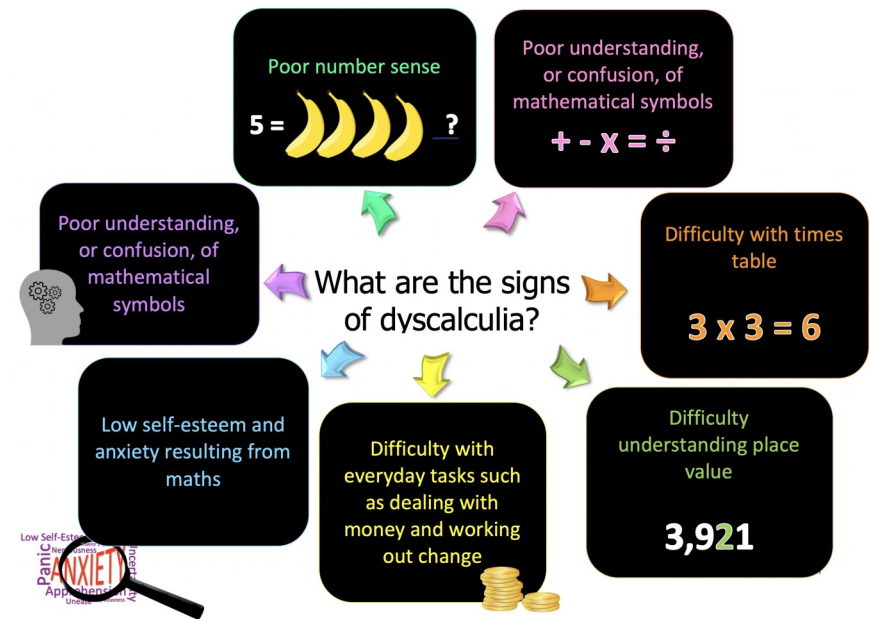 Poor number sense
5 = ?
Poor understanding,
or confusion, of
mathematical symbols
+ - x = ÷
Poor understanding,
or confusion, of
mathematical
symbols
What are the signs
of dyscalculia?
Difficulty with times
table
3 x 3 = 6
Low self-esteem and
anxiety resulting from
maths
Difficulty with
everyday tasks such
as dealing with
money and working
out change
Difficulty
understanding place
value
3,921
Low Self-Estee
Panic
ANXIETY
Unease